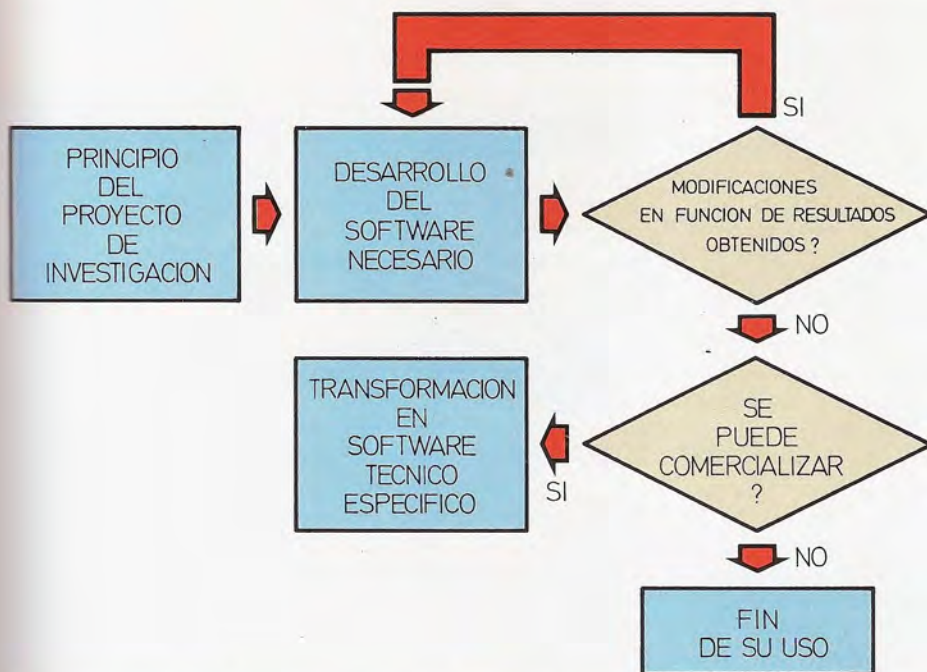 PRINCIPIO
DEL
PROYECTO
DE
INVESTIGACION
DESARROLLO
DEL
SOFTWARE
NECESARIO
SI
MODIFICACIONES
EN FUNCION DE RESULTADOS
OBTENIDOS ?
NO
SE
PUEDE
COMERCIALIZAR
?
SI
TRANSFORMACION
EN
SOFTWARE
TECNICO
ESPECIFICO
NO
FIN
DE SU USO